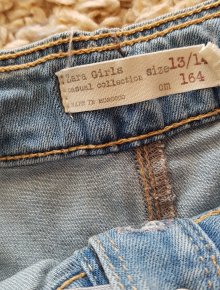 Zara Girls
casual collection size 13/14
cm 164
MADE IN MOROCCO